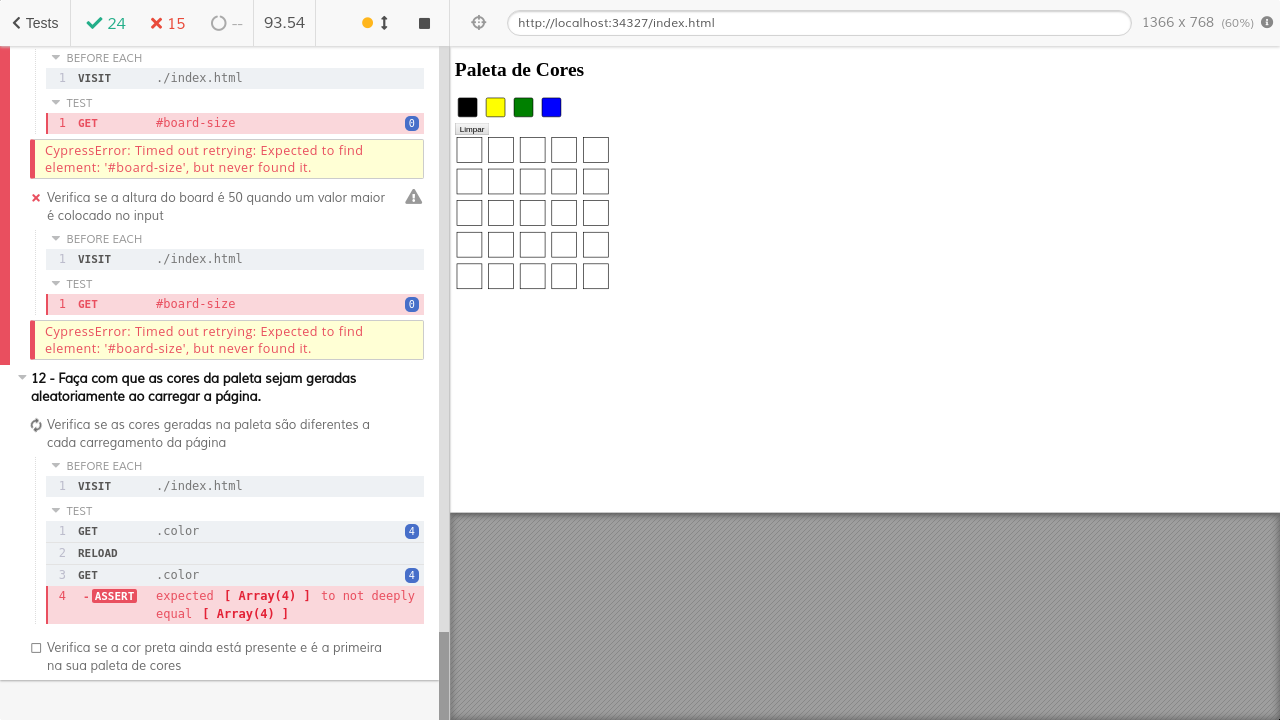 Tests
24
15
--
93.54
http://localhost:34327/index.html
1366 x 768 (60%)
BEFORE EACH
1 VISIT ./index.html
TEST
1 GET #board-size 0
CypressError: Timed out retrying: Expected to find
element: '#board-size', but never found it.
Verifica se a altura do board é 50 quando um valor maior
é colocado no input
BEFORE EACH
1 VISIT ./index.html
TEST
1 GET #board-size 0
CypressError: Timed out retrying: Expected to find
element: '#board-size', but never found it.
12 - Faça com que as cores da paleta sejam geradas
aleatoriamente ao carregar a página.
Verifica se as cores geradas na paleta são diferentes a
cada carregamento da página
BEFORE EACH
1 VISIT ./index.html
TEST
1 GET .color 4
2 RELOAD
3 GET .color 4
4 - ASSERT expected [ Array(4) ] to not deeply
equal [ Array(4) ]
Verifica se a cor preta ainda está presente e é a primeira
na sua paleta de cores
Paleta de Cores
Limpar